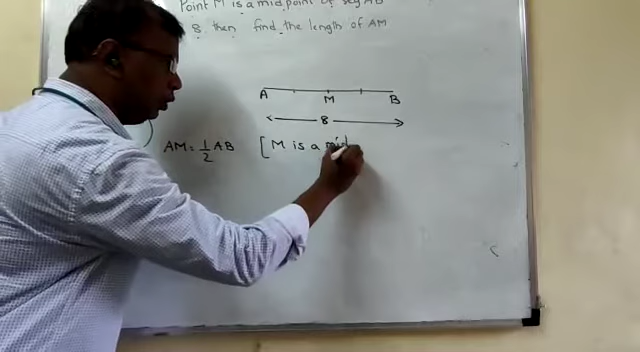 Point M is a midpoint of seg AB
8 then find the length of AM
A M B
8
AM = 1/2 AB [M is a mid